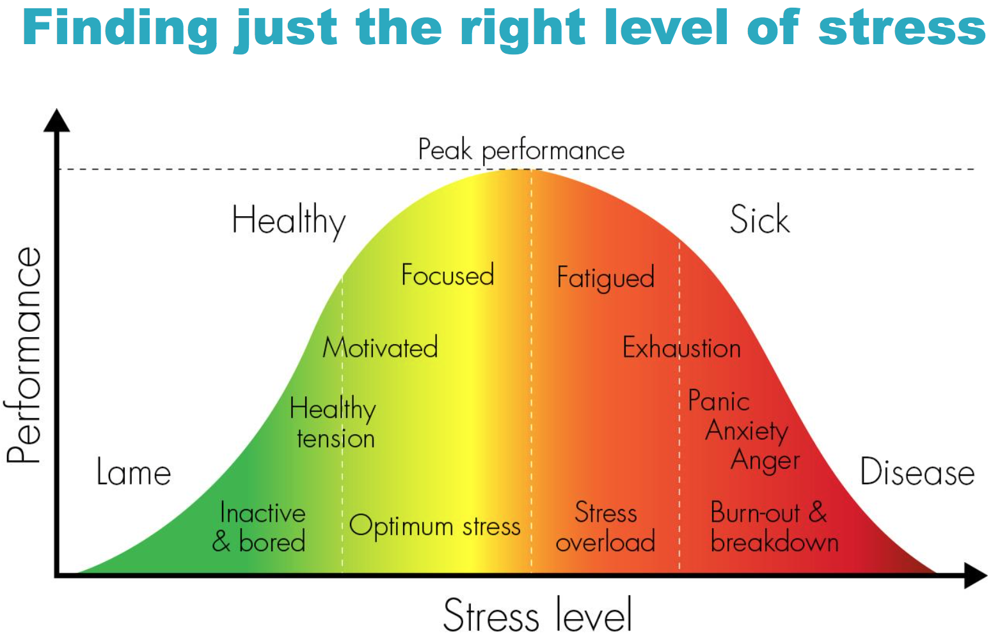 Finding just the right level of stress
Peak performance
Healthy
Sick
Focused
Fatigued
Motivated
Exhaustion
Healthy
tension
Panic
Anxiety
Anger
Lame
Disease
Inactive
& bored
Optimum stress
Stress
overload
Burn-out &
breakdown
Performance
Stress level